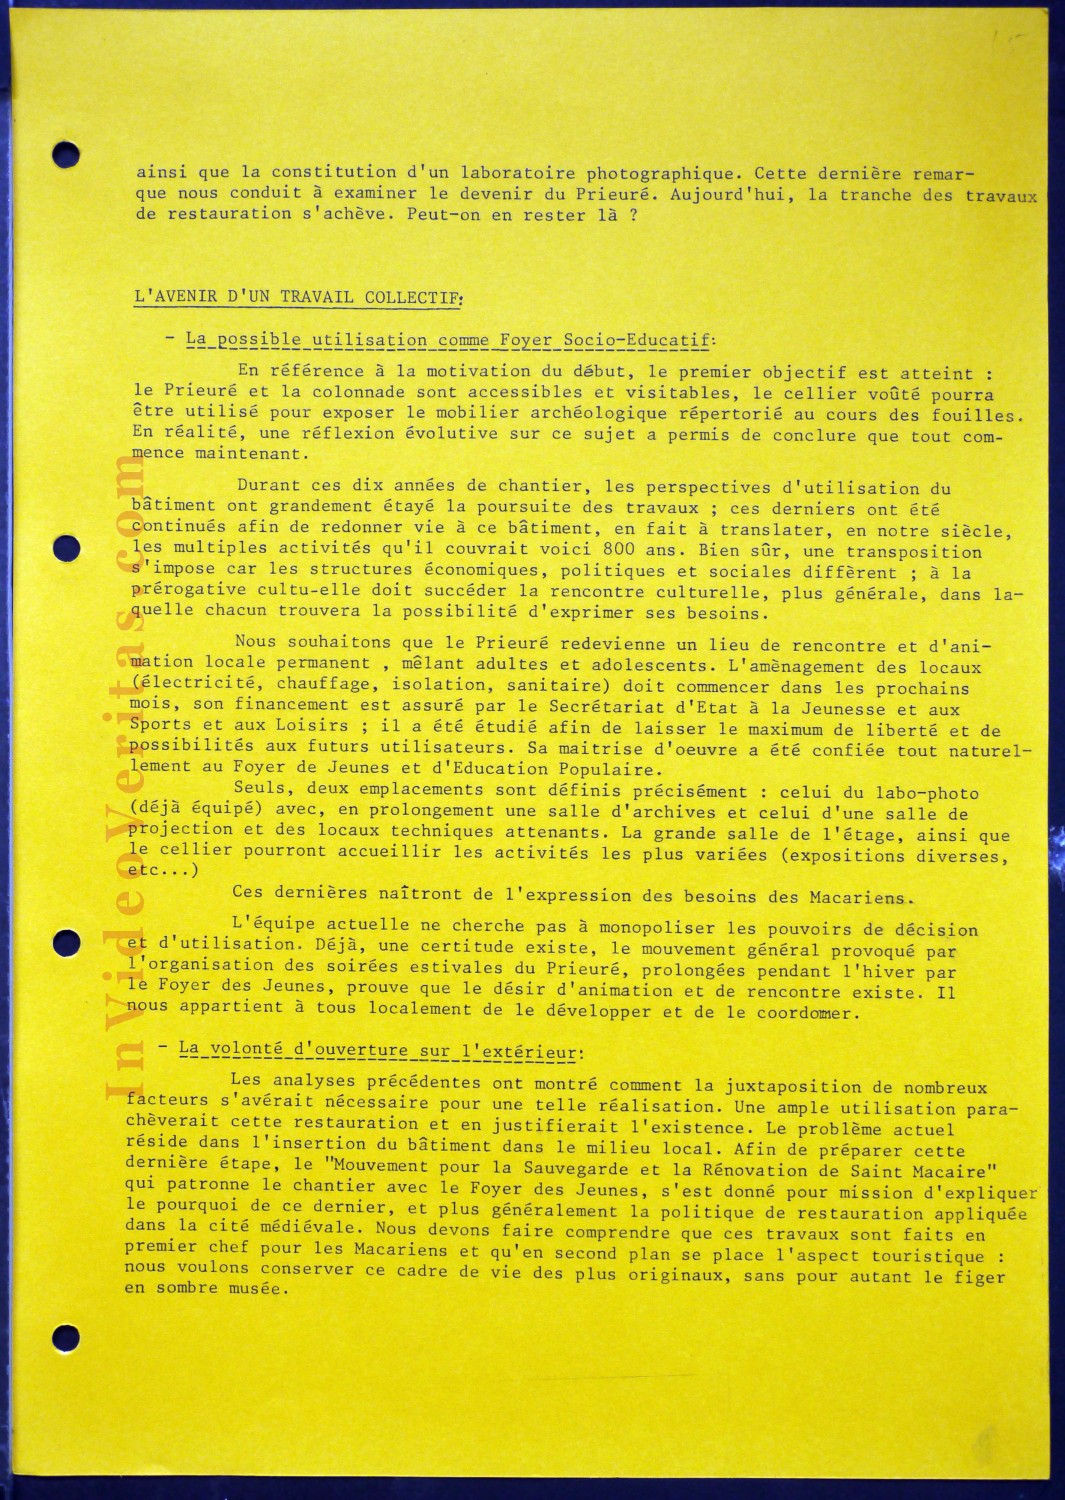 ainsi que la constitution d'un laboratoire photographique. Cette dernière remar-
que nous conduit à examiner le devenir du Prieuré. Aujourd'hui, la tranche des travaux
de restauration s'achève. Peut-on en rester là ?
L'AVENIR D'UN TRAVAIL COLLECTIF:
- La possible utilisation comme Foyer Socio-Educatif:
En référence à la motivation du début, le premier objectif est atteint :
le Prieuré et la colonnade sont accessibles et visitables, le cellier voûté pourra
être utilisé pour exposer le mobilier archéologique répertorié au cours des fouilles.
En réalité, une réflexion évolutive sur ce sujet a permis de conclure que tout com-
mence maintenant.
Durant ces dix années de chantier, les perspectives d'utilisation du
bâtiment ont grandement étayé la poursuite des travaux ; ces derniers ont été
continués afin de redonner vie à ce bâtiment, en fait à translater, en notre siècle,
les multiples activités qu'il couvrait voici 800 ans. Bien sûr, une transposition
s'impose car les structures économiques, politiques et sociales diffèrent ; à la
prérogative cultu-elle doit succéder la rencontre culturelle, plus générale, dans la-
quelle chacun trouvera la possibilité d'exprimer ses besoins.
Nous souhaitons que le Prieuré redevienne un lieu de rencontre et d'ani-
mation locale permanent , mêlant adultes et adolescents. L'amènagement des locaux
(électricité, chauffage, isolation, sanitaire) doit commencer dans les prochains
mois, son financement est assuré par le Secrétariat d'Etat à la Jeunesse et aux
Sports et aux Loisirs ; il a été étudié afin de laisser le maximum de liberté et de
possibilités aux futurs utilisateurs. Sa maitrise d'oeuvre a été confiée tout naturel-
lement au Foyer de Jeunes et d'Education Populaire.
Seuls, deux emplacements sont définis précisément : celui du labo-photo
(déjà équipé) avec, en prolongement une salle d'archives et celui d'une salle de
projection et des locaux techniques attenants. La grande salle de l'étage, ainsi que
le cellier pourront accueillir les activités les plus variées (expositions diverses,
etc...)
Ces dernières naîtront de l'expression des besoins des Macariens.
L'équipe actuelle ne cherche pas à monopoliser les pouvoirs de décision
et d'utilisation. Déjà, une certitude existe, le mouvement général provoqué par
l'organisation des soirées estivales du Prieuré, prolongées pendant l'hiver par
le Foyer des Jeunes, prouve que le désir d'animation et de rencontre existe. Il
nous appartient à tous localement de le développer et de le coordomer.
- La volonté d'ouverture sur l'extérieur:
Les analyses précédentes ont montré comment la juxtaposition de nombreux
facteurs s'avérait nécessaire pour une telle réalisation. Une ample utilisation para-
chèverait cette restauration et en justifierait l'existence. Le problème actuel
réside dans l'insertion du bâtiment dans le milieu local. Afin de préparer cette
dernière étape, le "Mouvement pour la Sauvegarde et la Rénovation de Saint Macaire"
qui patronne le chantier avec le Foyer des Jeunes, s'est donné pour mission d'expliquer
le pourquoi de ce dernier, et plus généralement la politique de restauration appliquée
dans la cité médiévale. Nous devons faire comprendre que ces travaux sont faits en
premier chef pour les Macariens et qu'en second plan se place l'aspect touristique :
nous voulons conserver ce cadre de vie des plus originaux, sans pour autant le figer
en sombre musée.
In Video Veritas .com